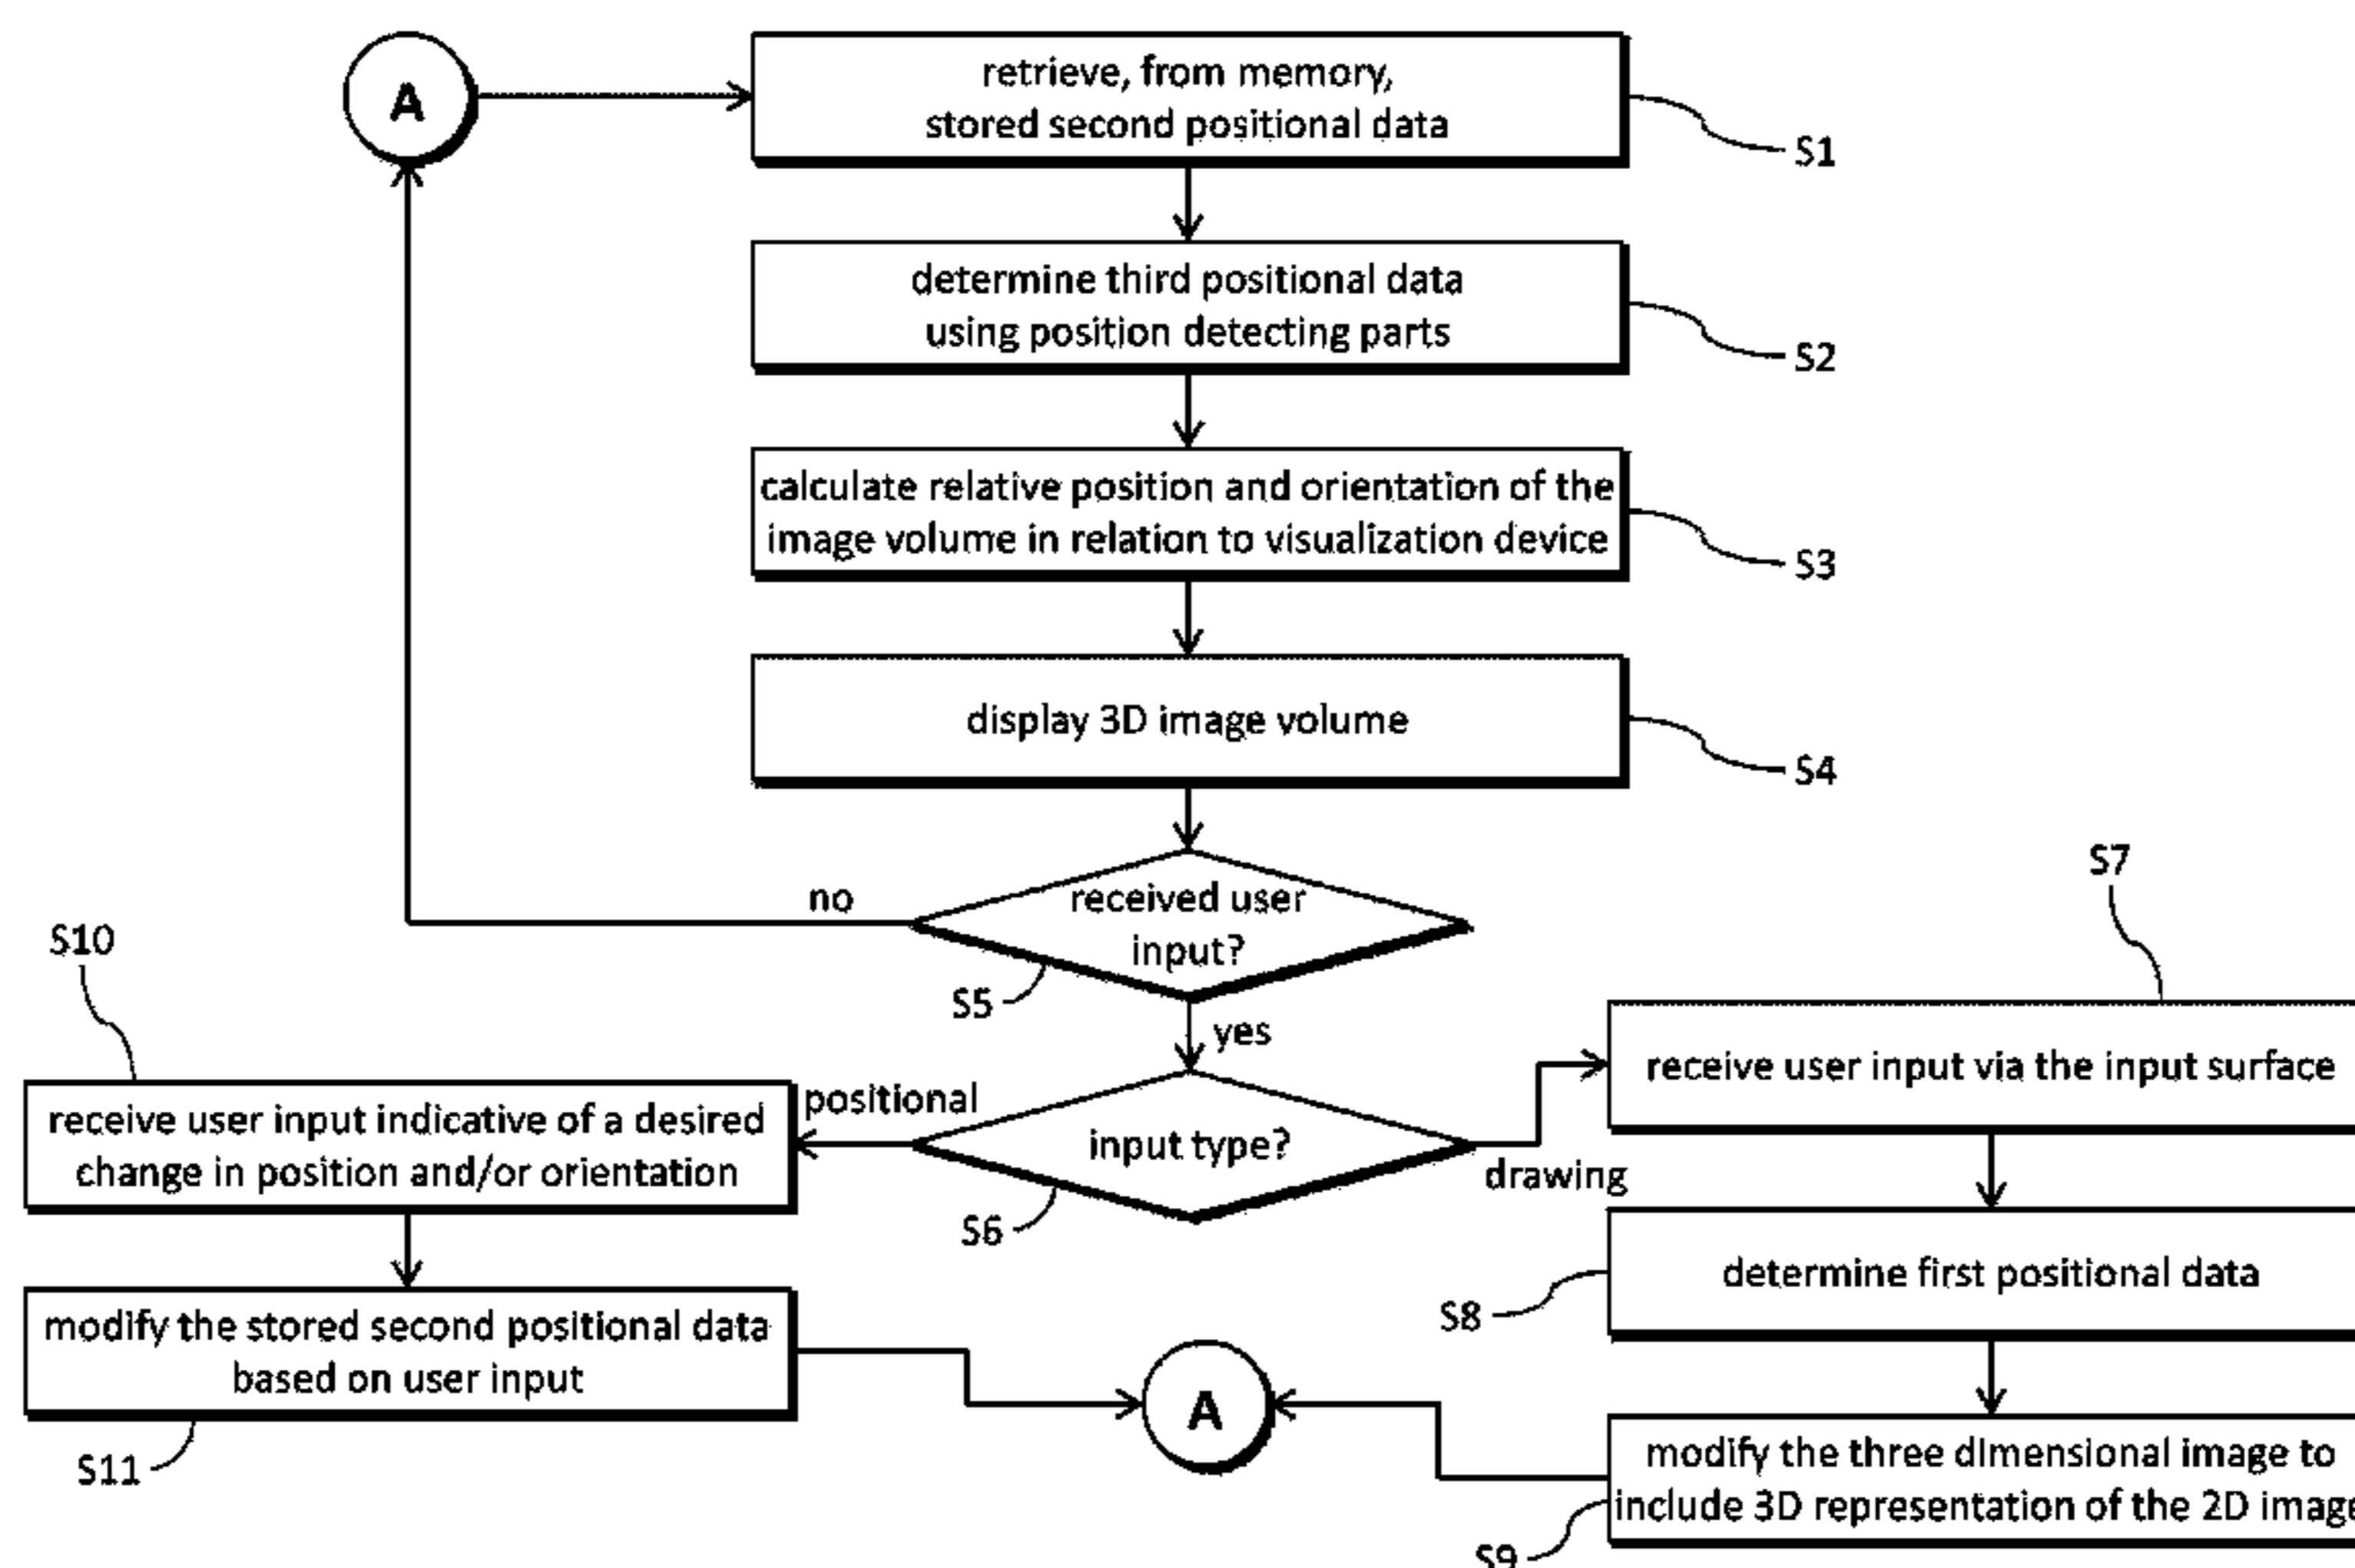 A
retrieve, from memory,
stored second positional data
S1
determine third positional data
using position detecting parts
S2
calculate relative position and orientation of the
image volume in relation to visualization device
S3
display 3D image volume
S4
no
received user
input?
S5
yes
S10
receive user input indicative of a desired
change in position and/or orientation
positional
input type?
S6
drawing
S7
receive user input via the input surface
determine first positional data
S8
modify the stored second positional data
based on user input
S11
A
modify the three dimensional image to
include 3D representation of the 2D image
S9